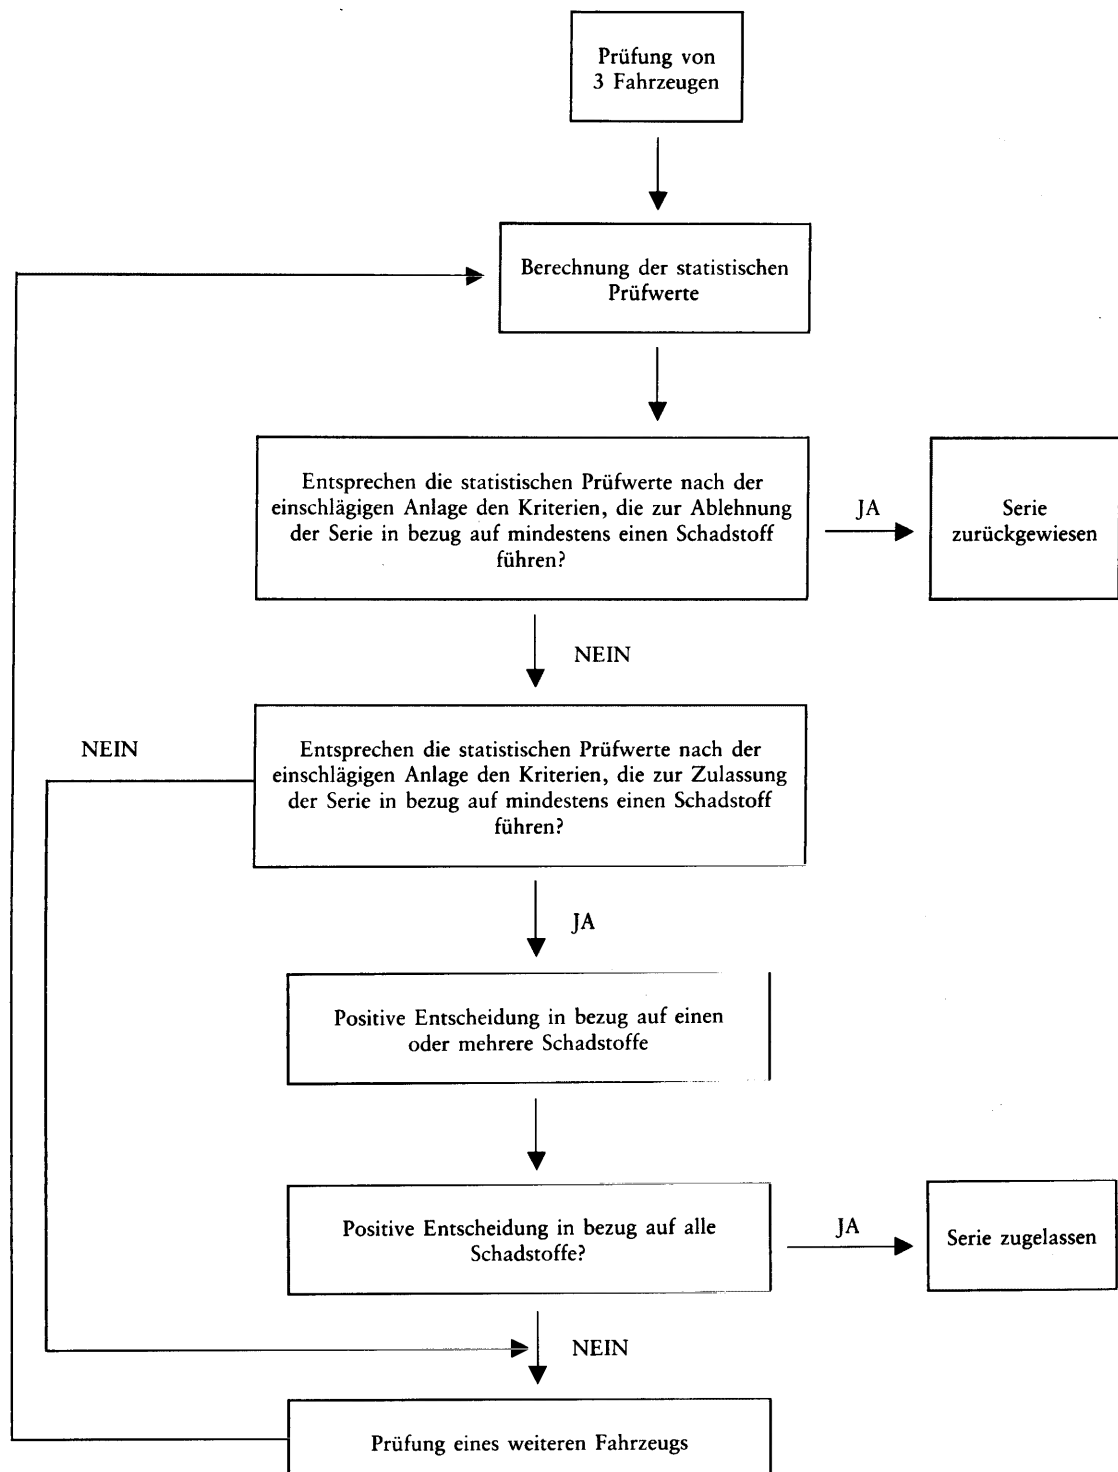 Prüfung von
3 Fahrzeugen
Berechnung der statistischen
Prüfwerte
Entsprechen die statistischen Prüfwerte nach der
einschlägigen Anlage den Kriterien, die zur Ablehnung
der Serie in bezug auf mindestens einen Schadstoff
führen?
JA
Serie
zurückgewiesen
NEIN
NEIN
Entsprechen die statistischen Prüfwerte nach der
einschlägigen Anlage den Kriterien, die zur Zulassung
der Serie in bezug auf mindestens einen Schadstoff
führen?
JA
Positive Entscheidung in bezug auf einen
oder mehrere Schadstoffe
Positive Entscheidung in bezug auf alle
Schadstoffe?
JA
Serie zugelassen
NEIN
Prüfung eines weiteren Fahrzeugs